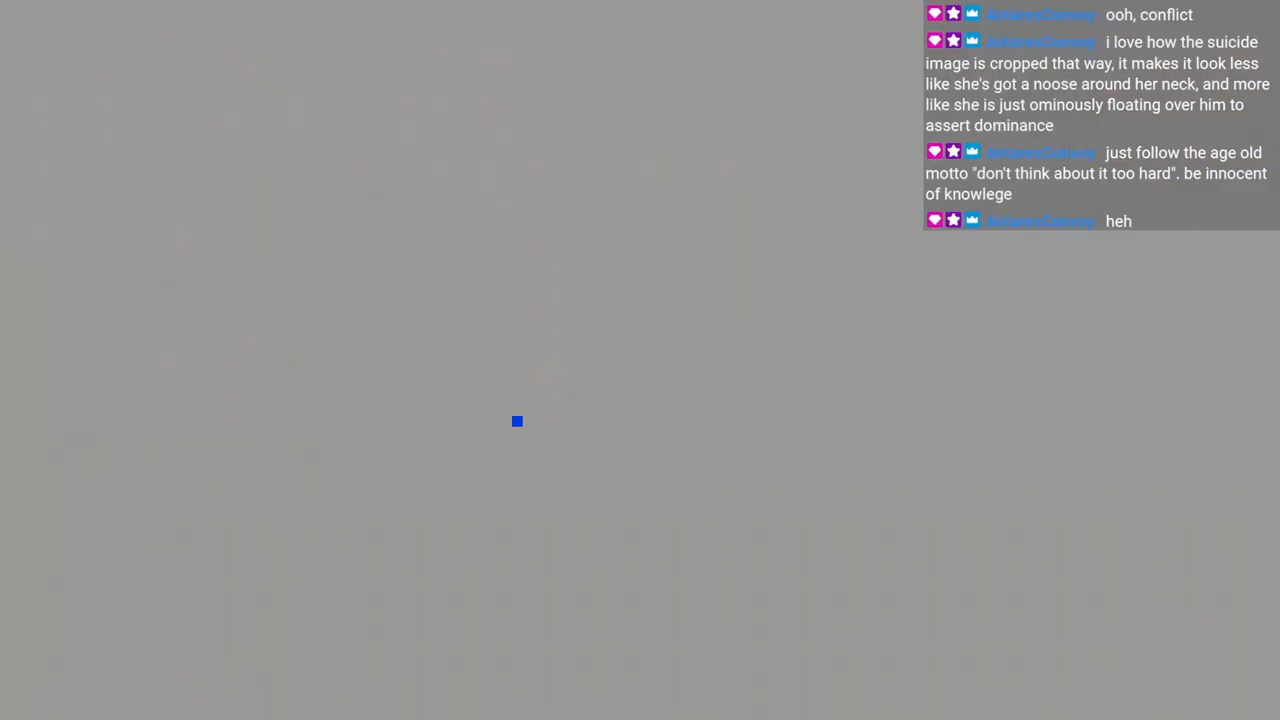 ooh, conflict
i love how the suicide
image is cropped that way, it makes it look less
like she's got a noose around her neck, and more
like she is just ominously floating over him to
assert dominance
just follow the age old
motto "don't think about it too hard". be innocent
of knowlege
heh